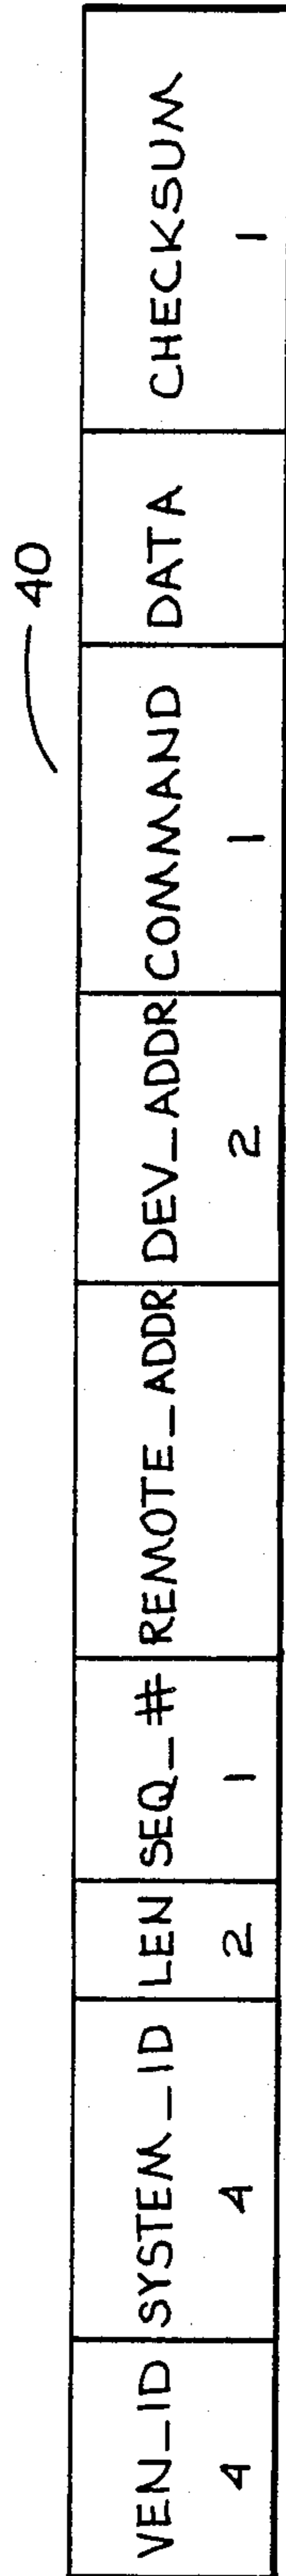 40
VEN_ID SYSTEM_ID LEN SEQ_# REMOTE_ADDR DEV_ADDR COMMAND DATA CHECKSUM
4 4 2 1 2 1 1